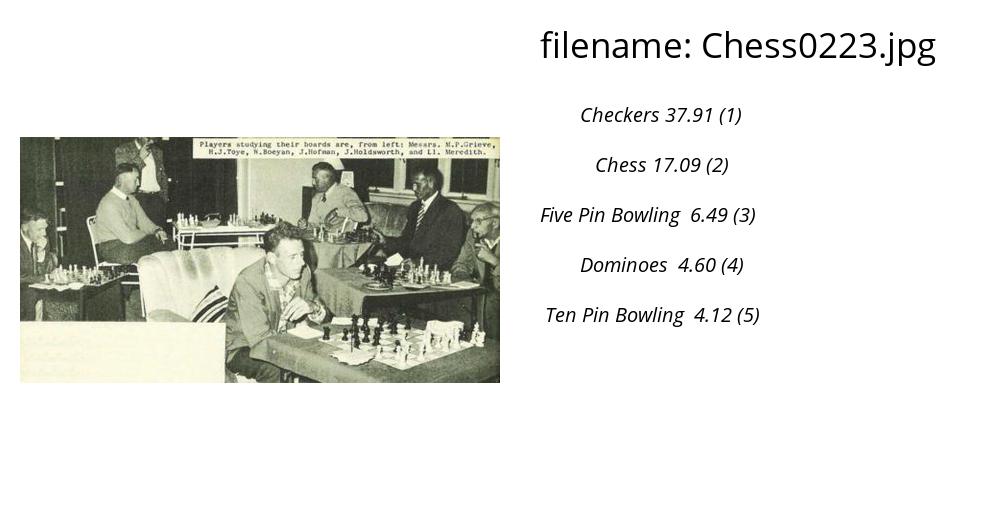 filename: Chess0223.jpg
Players studying their boards are, from left: Messrs. M.P.Grieve,
H.J.Toye, N.Boeyan, J.Hofman, J.Holdsworth, and Ll. Meredith.
Checkers 37.91 (1)
Chess 17.09 (2)
Five Pin Bowling 6.49 (3)
Dominoes 4.60 (4)
Ten Pin Bowling 4.12 (5)